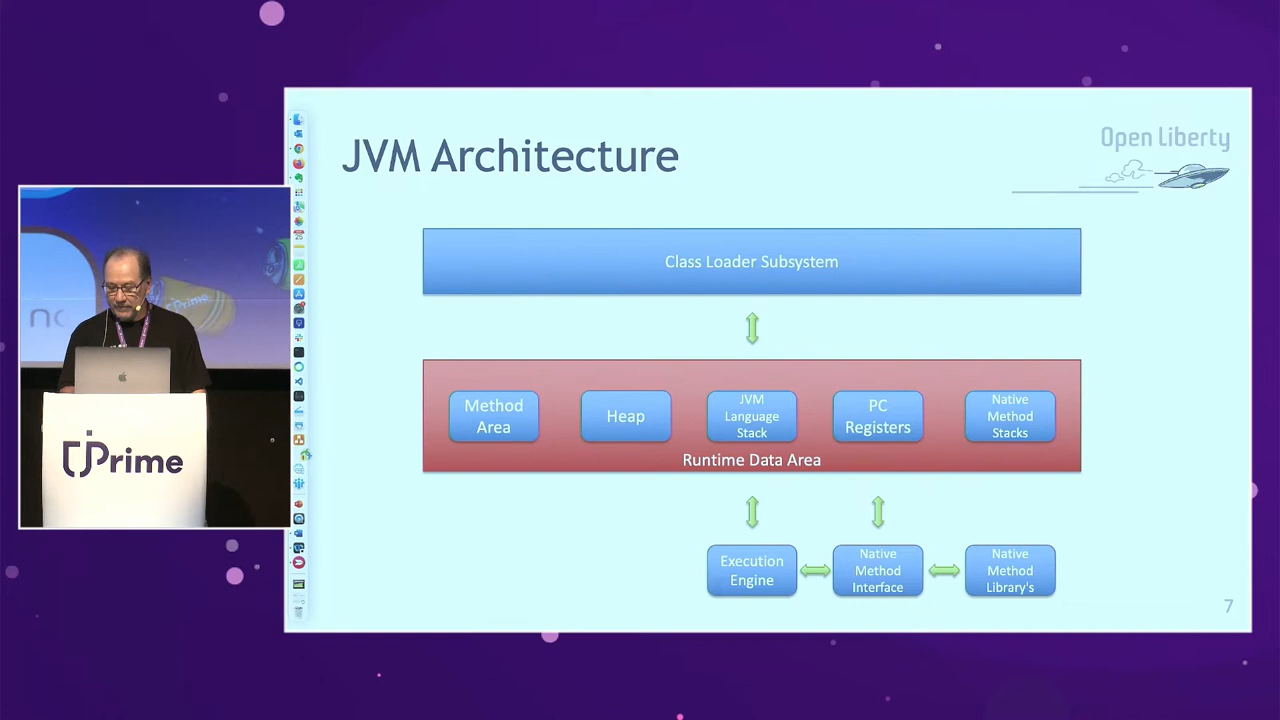 JVM Architecture
Open Liberty
Class Loader Subsystem
Method
Area
Heap
JVM
Language
Stack
PC
Registers
Native
Method
Stacks
Runtime Data Area
Execution
Engine
Native
Method
Interface
Native
Method
Library's
7
jPrime